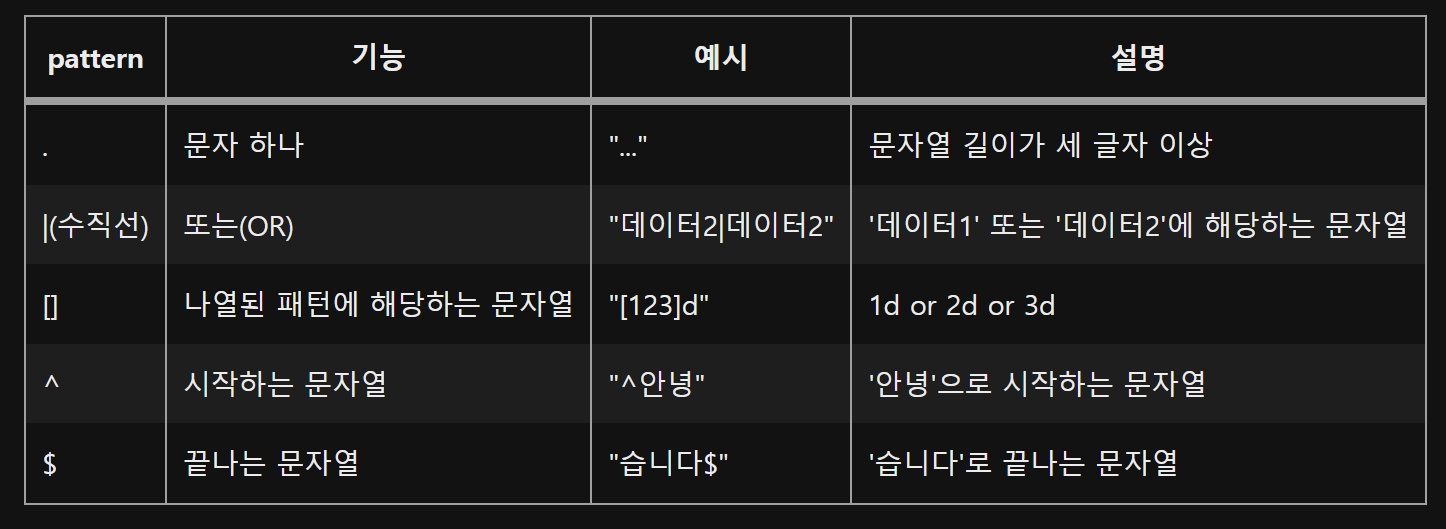 pattern 기능 예시 설명
. 문자 하나 "..." 문자열 길이가 세 글자 이상
|(수직선) 또는(OR) "데이터2|데이터2" '데이터1' 또는 '데이터2'에 해당하는 문자열
[] 나열된 패턴에 해당하는 문자열 "[123]d" 1d or 2d or 3d
^ 시작하는 문자열 "^안녕" '안녕'으로 시작하는 문자열
$ 끝나는 문자열 "습니다$" '습니다'로 끝나는 문자열